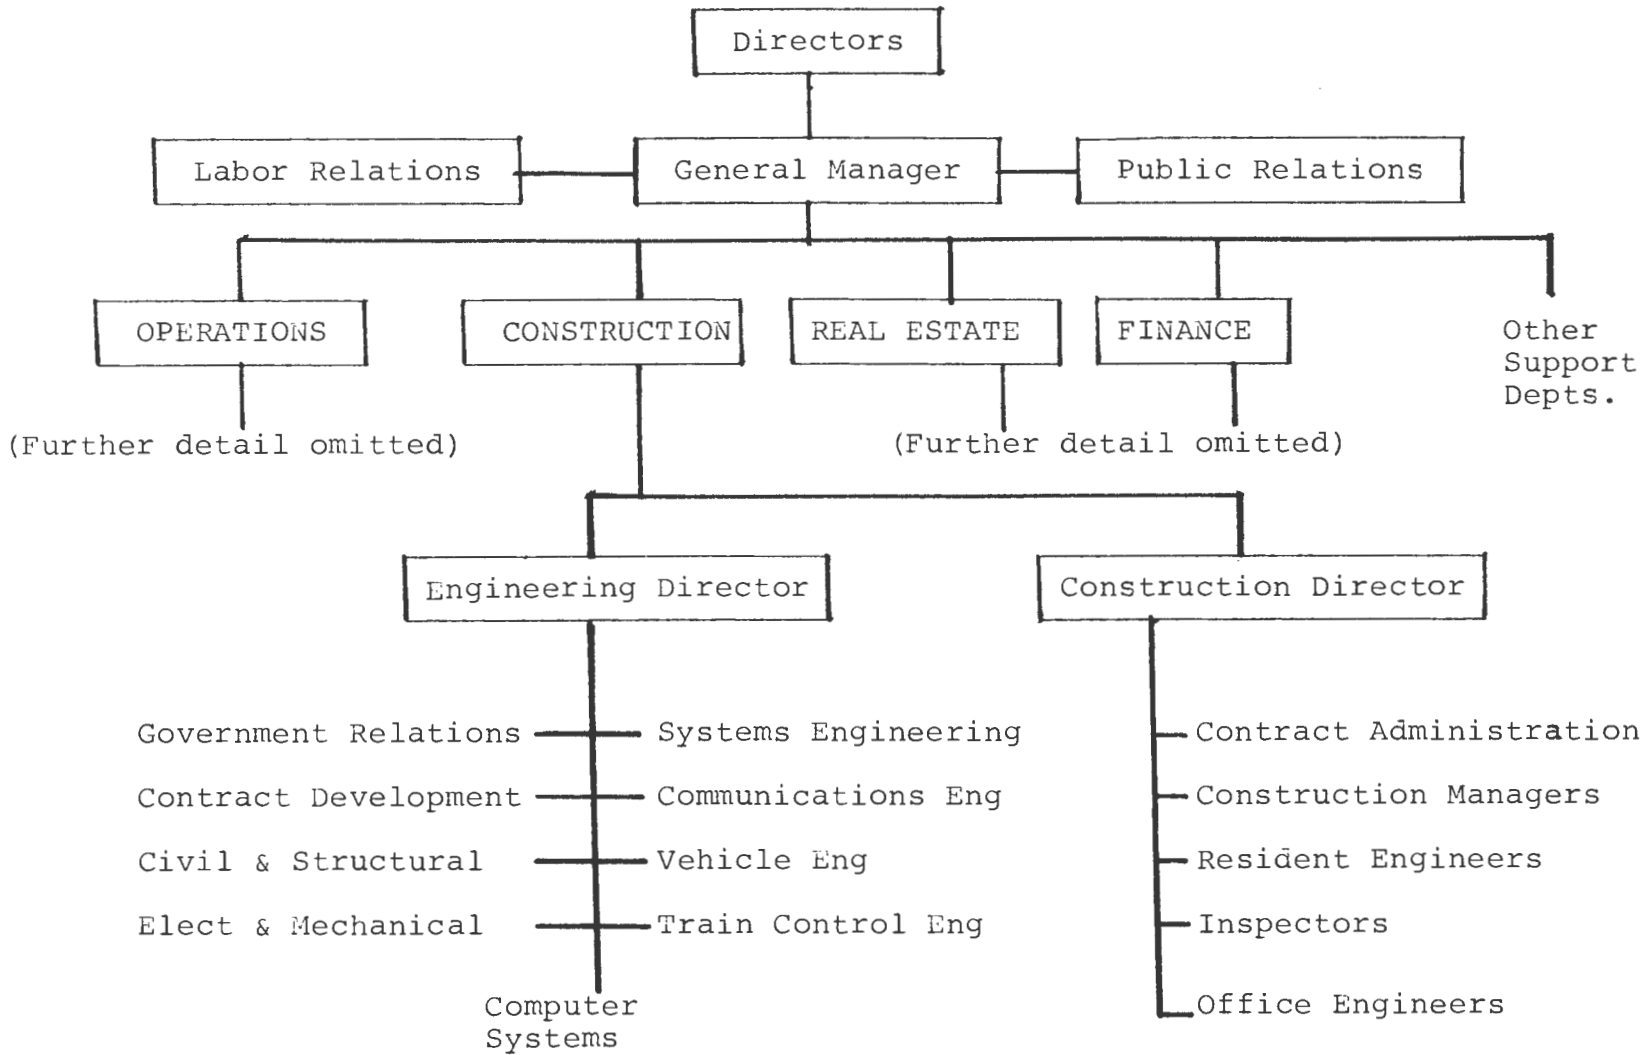 Directors
Labor Relations
General Manager
Public Relations
OPERATIONS
CONSTRUCTION
REAL ESTATE
FINANCE
Other
Support
Depts.
(Further detail omitted)
(Further detail omitted)
Engineering Director
Construction Director
Government Relations
Systems Engineering
Contract Administration
Contract Development
Communications Eng
Construction Managers
Civil & Structural
Vehicle Eng
Resident Engineers
Elect & Mechanical
Train Control Eng
Inspectors
Computer
Systems
Office Engineers